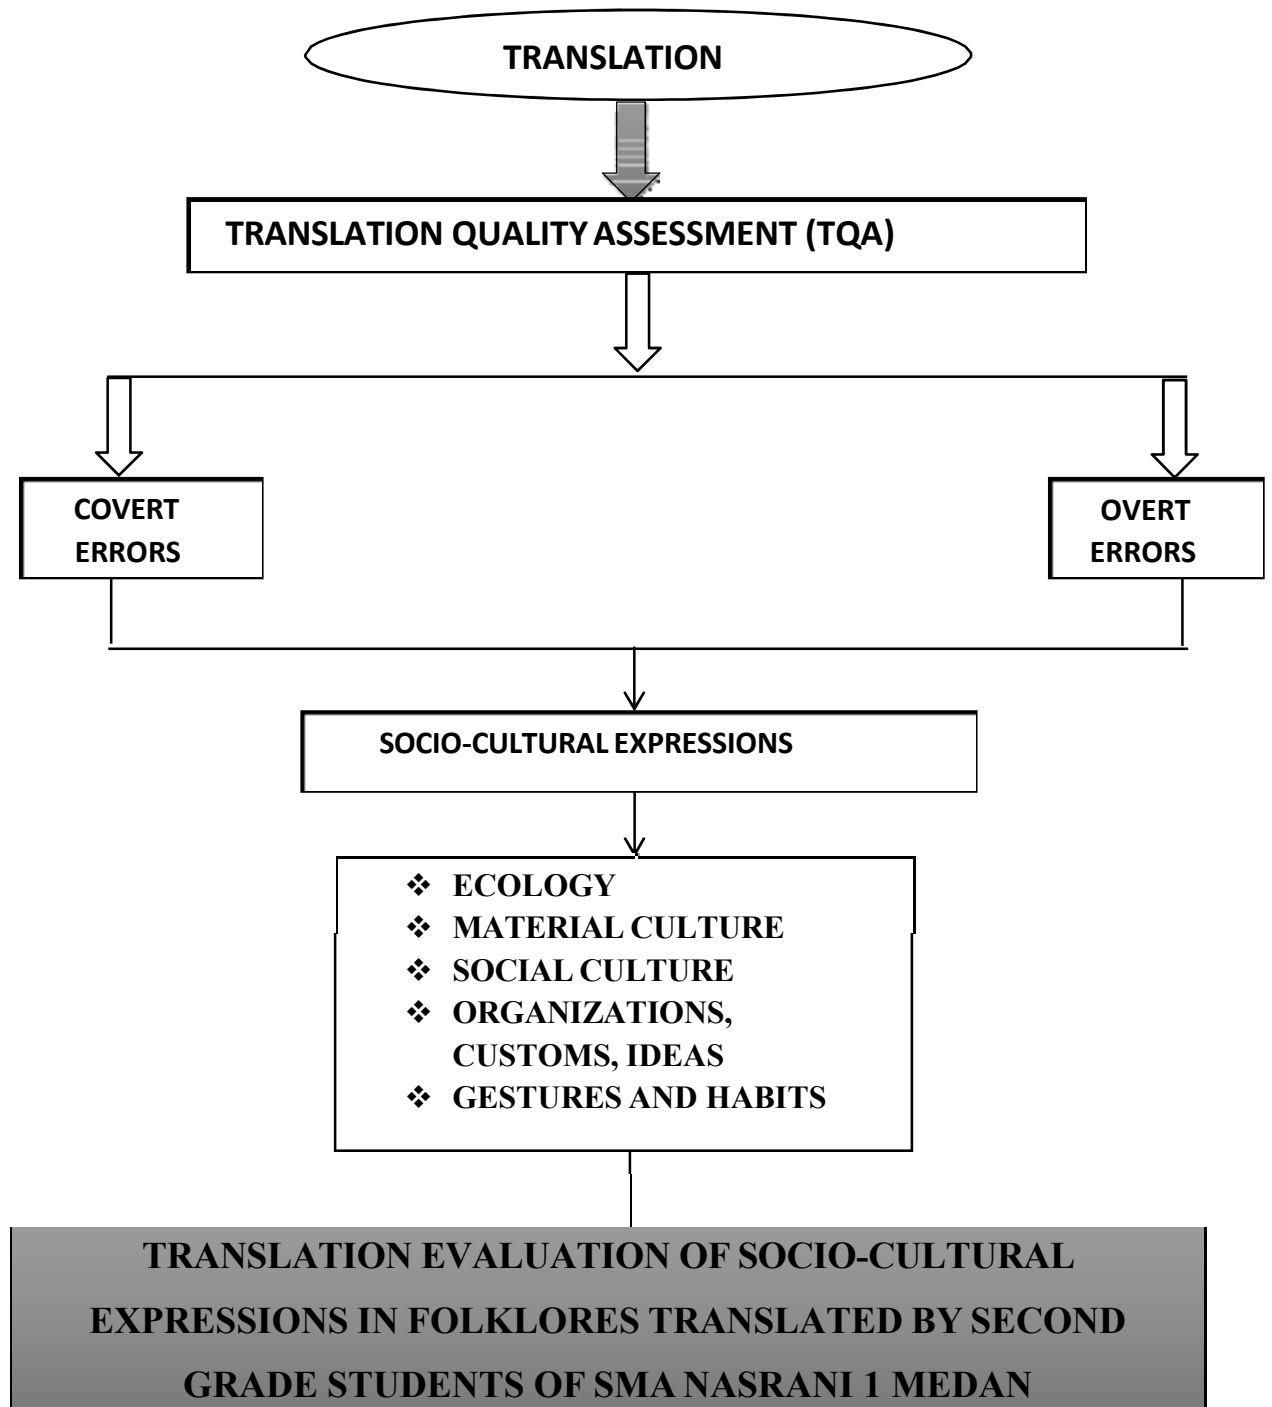 TRANSLATION
TRANSLATION QUALITY ASSESSMENT (TQA)
COVERT
ERRORS
OVERT
ERRORS
SOCIO-CULTURAL EXPRESSIONS
❖ ECOLOGY
❖ MATERIAL CULTURE
❖ SOCIAL CULTURE
❖ ORGANIZATIONS,
CUSTOMS, IDEAS
❖ GESTURES AND HABITS
TRANSLATION EVALUATION OF SOCIO-CULTURAL
EXPRESSIONS IN FOLKLORES TRANSLATED BY SECOND
GRADE STUDENTS OF SMA NASRANI 1 MEDAN